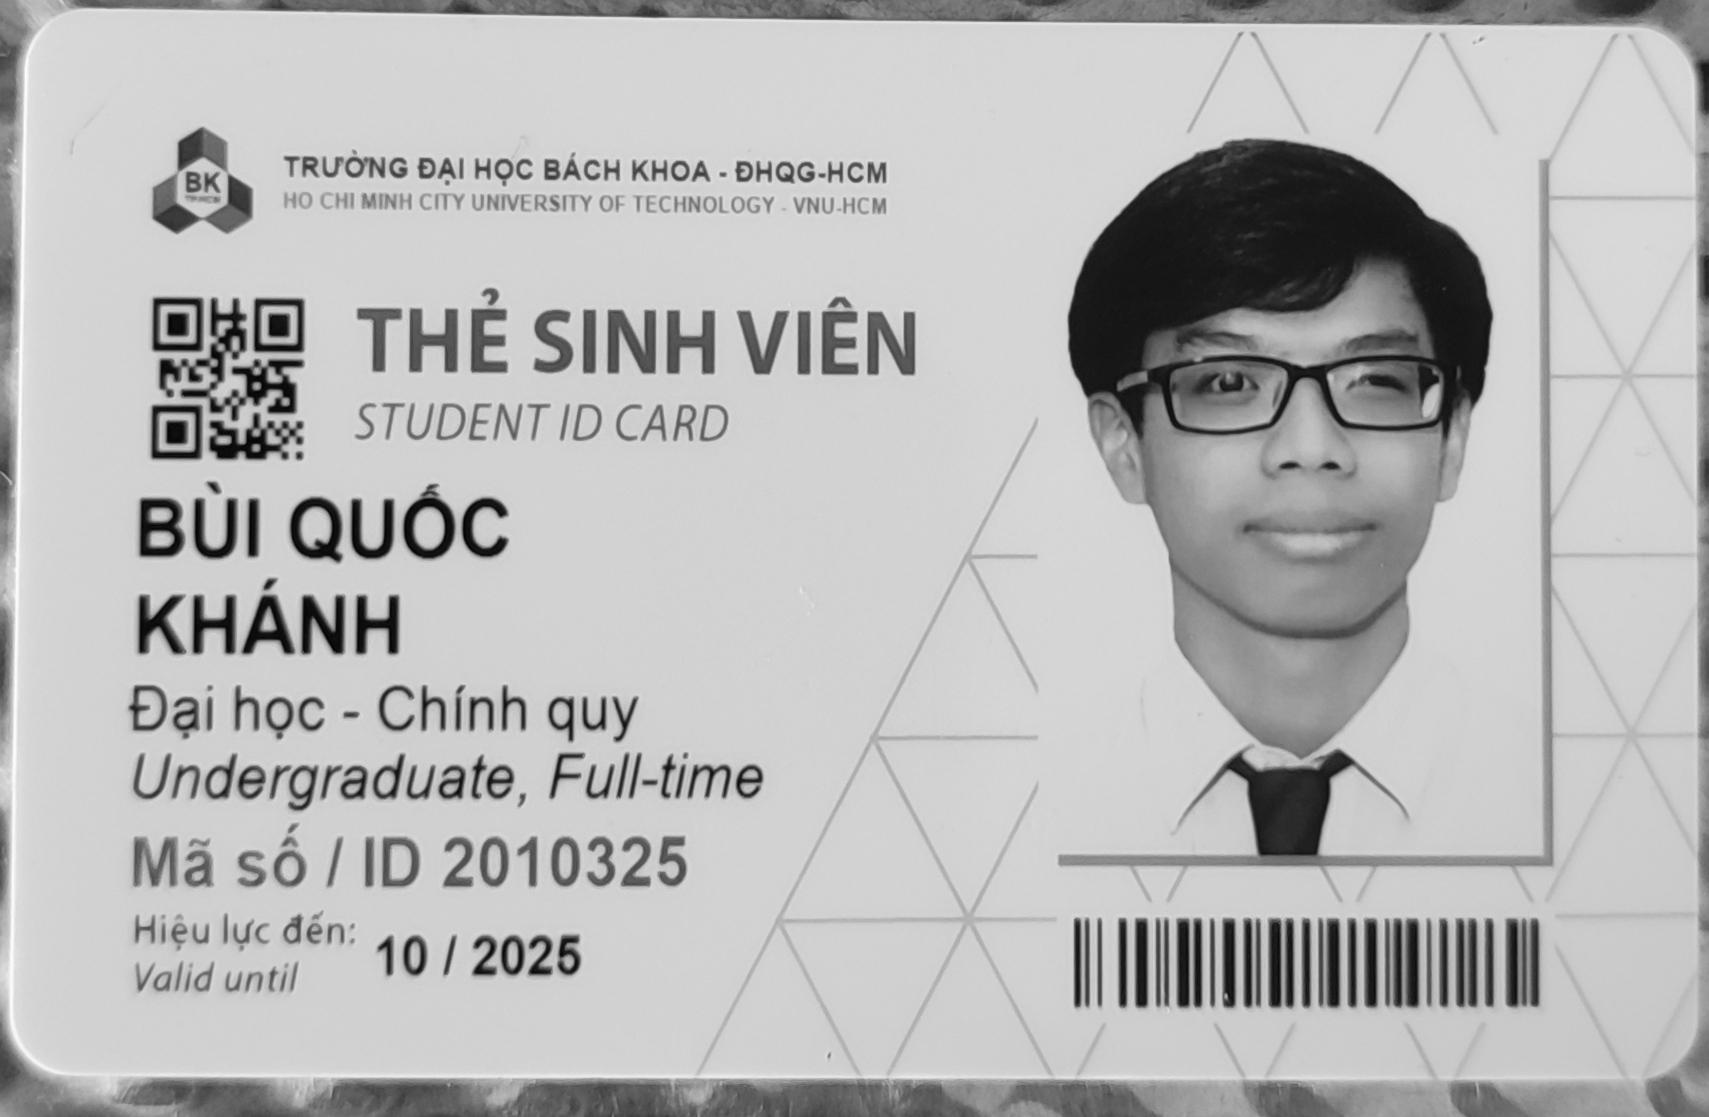 BK
TP.HCM
TRƯỜNG ĐẠI HỌC BÁCH KHOA - ĐHQG-HCM
HO CHI MINH CITY UNIVERSITY OF TECHNOLOGY - VNU-HCM
THẺ SINH VIÊN
STUDENT ID CARD
BÙI QUỐC
KHÁNH
Đại học - Chính quy
Undergraduate, Full-time
Mã số / ID 2010325
Hiệu lực đến: 10 / 2025
Valid until